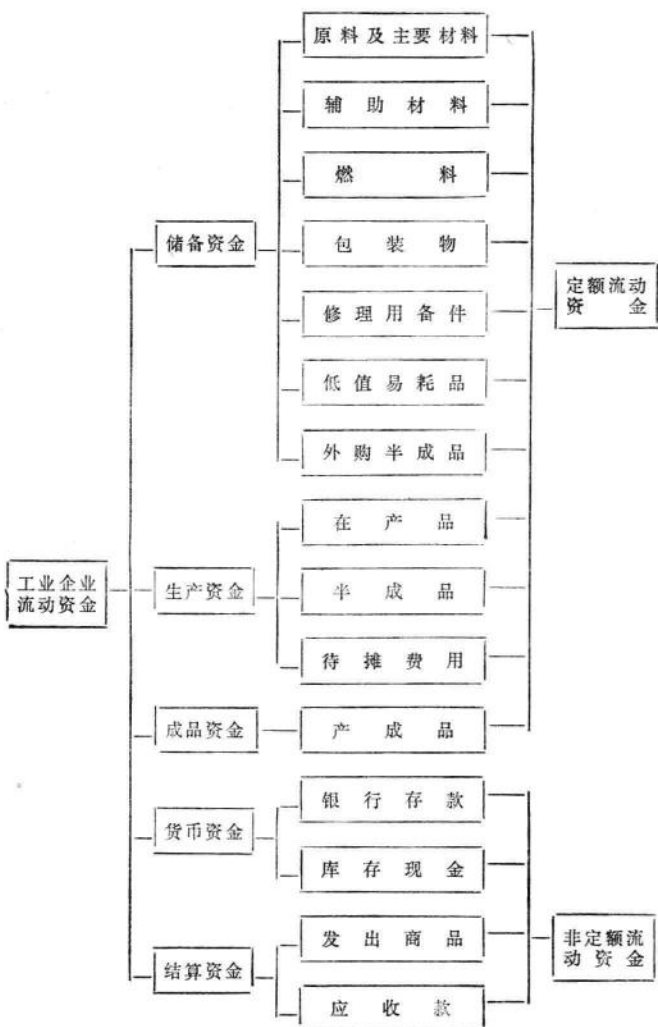 原料及主要材料
辅助材料
燃料
储备资金
包装物
定额流动
资金
修理用备件
低值易耗品
外购半成品
在产品
工业企业
流动资金
生产资金
半成品
待摊费用
成品资金
产成品
银行存款
货币资金
库存现金
发出商品
非定额流
动资金
结算资金
应收款